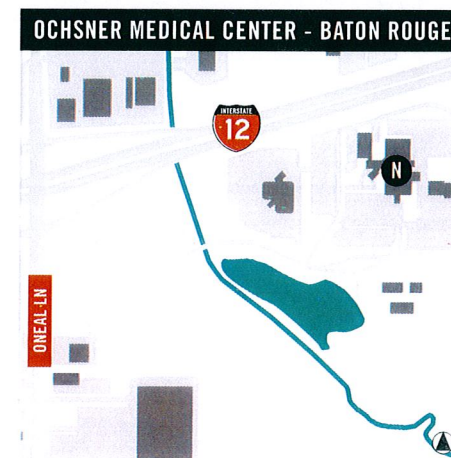 OCHSNER MEDICAL CENTER - BATON ROUGE
INTERSTATE
12
N
ONEAL LN